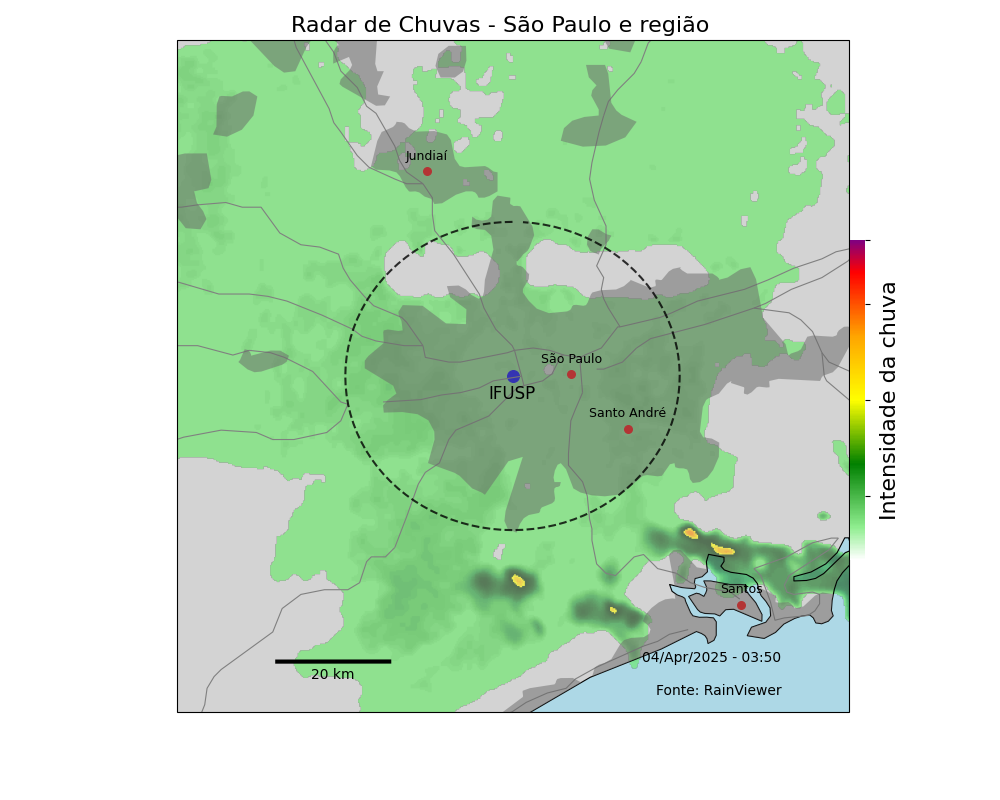 Radar de Chuvas - São Paulo e região
Jundiaí
São Paulo
IFUSP
Santo André
Santos
20 km
04/Apr/2025 - 03:50
Fonte: RainViewer
Intensidade da chuva